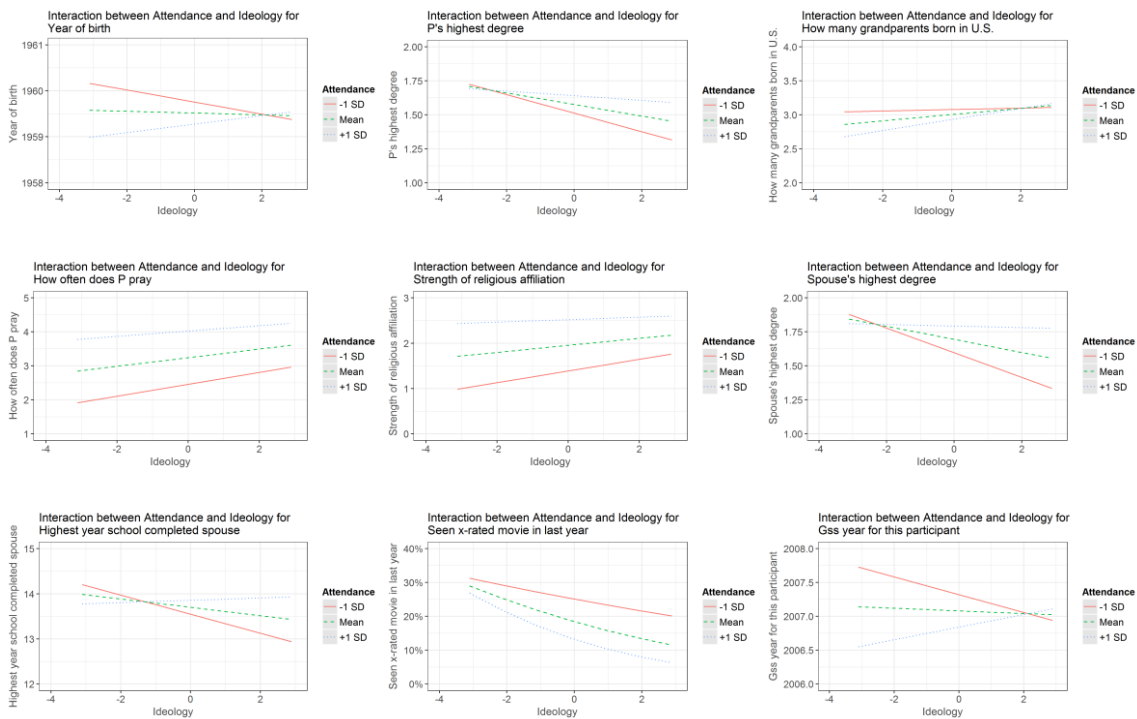 Interaction between Attendance and Ideology for
Year of birth
1961
1960
1959
1958
Year of birth
-4 -2 0 2 4
Ideology
Attendance
-1 SD
Mean
+1 SD
Interaction between Attendance and Ideology for
P's highest degree
2.00
1.75
1.50
1.25
1.00
P's highest degree
-4 -2 0 2 4
Ideology
Attendance
-1 SD
Mean
+1 SD
Interaction between Attendance and Ideology for
How many grandparents born in U.S.
4.0
3.5
3.0
2.5
2.0
How many grandparents born in U.S.
-4 -2 0 2 4
Ideology
Attendance
-1 SD
Mean
+1 SD
Interaction between Attendance and Ideology for
How often does P pray
5
4
3
2
1
How often does P pray
-4 -2 0 2 4
Ideology
Attendance
-1 SD
Mean
+1 SD
Interaction between Attendance and Ideology for
Strength of religious affiliation
3
2
1
0
Strength of religious affiliation
-4 -2 0 2 4
Ideology
Attendance
-1 SD
Mean
+1 SD
Interaction between Attendance and Ideology for
Spouse's highest degree
2.00
1.75
1.50
1.25
1.00
Spouse's highest degree
-4 -2 0 2 4
Ideology
Attendance
-1 SD
Mean
+1 SD
Interaction between Attendance and Ideology for
Highest year school completed spouse
15
14
13
12
Highest year school completed spouse
-4 -2 0 2 4
Ideology
Attendance
-1 SD
Mean
+1 SD
Interaction between Attendance and Ideology for
Seen x-rated movie in last year
40%
30%
20%
10%
0%
Seen x-rated movie in last year
-4 -2 0 2 4
Ideology
Attendance
-1 SD
Mean
+1 SD
Interaction between Attendance and Ideology for
Gss year for this participant
2008.0
2007.5
2007.0
2006.5
2006.0
Gss year for this participant
-4 -2 0 2 4
Ideology
Attendance
-1 SD
Mean
+1 SD